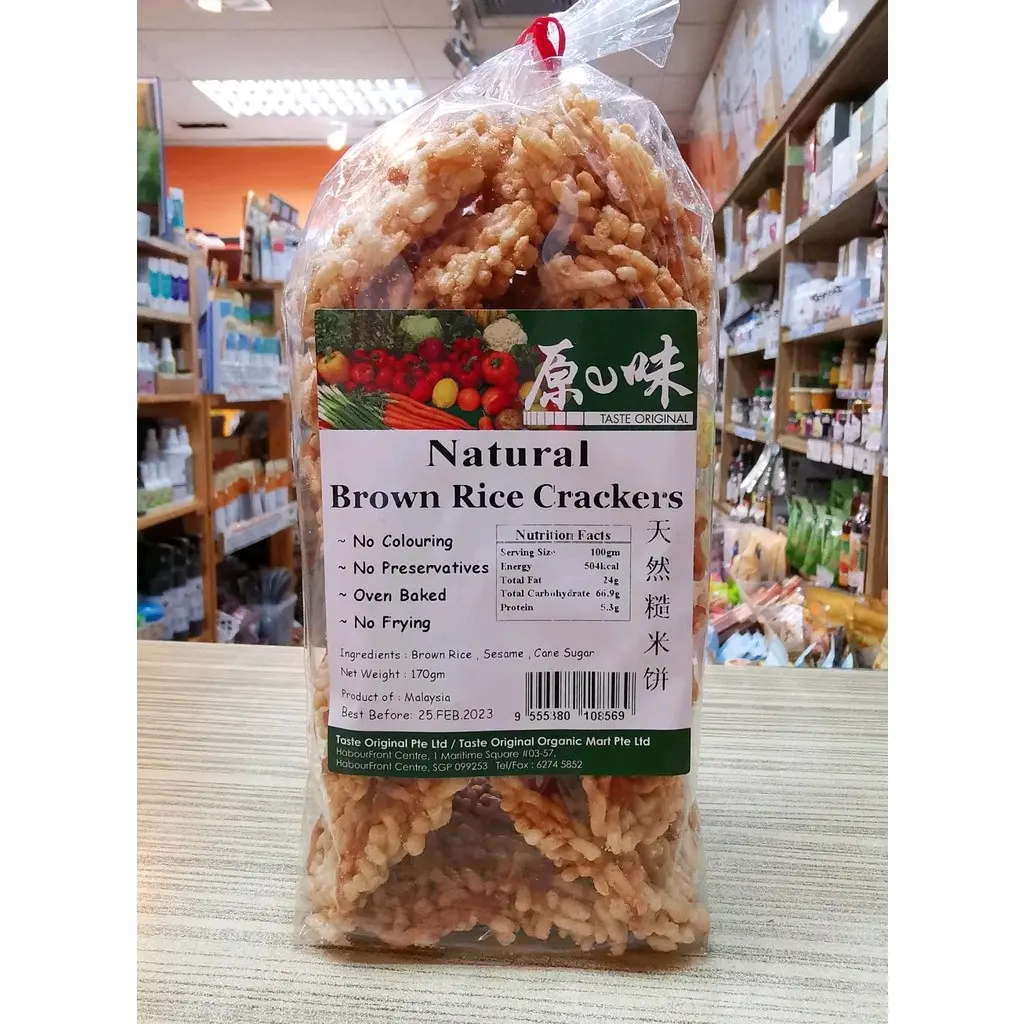 原心味
TASTE ORIGINAL
Natural
Brown Rice Crackers
~ No Colouring
~ No Preservatives
~ Oven Baked
~ No Frying
Nutrition Facts
Serving Size 100gm
Energy 504kcal
Total Fat 24g
Total Carbohydrate 66.9g
Protein 5.3g
天然糙米饼
Ingredients : Brown Rice , Sesame , Cane Sugar
Net Weight : 170gm
Product of : Malaysia
Best Before: 25.FEB.2023
9 555880 108569
Taste Original Pte Ltd / Taste Original Organic Mart Pte Ltd
HabourFront Centre, 1 Maritime Square #03-57,
HabourFront Centre, SGP 099253 Tel/Fax : 6274 5852